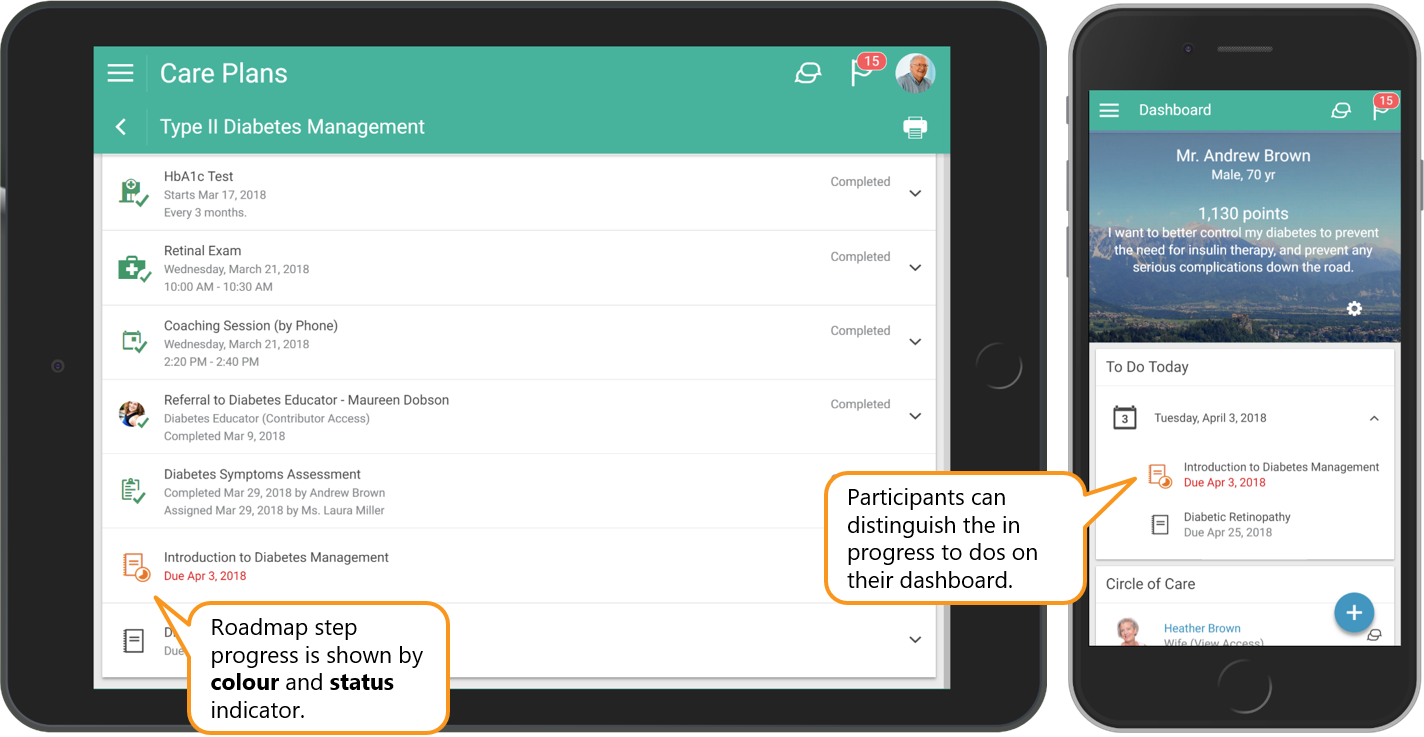 Care Plans
15
Type II Diabetes Management
HbA1c Test
Starts Mar 17, 2018
Every 3 months.
Completed
Retinal Exam
Wednesday, March 21, 2018
10:00 AM - 10:30 AM
Completed
Coaching Session (by Phone)
Wednesday, March 21, 2018
2:20 PM - 2:40 PM
Completed
Referral to Diabetes Educator - Maureen Dobson
Diabetes Educator (Contributor Access)
Completed Mar 9, 2018
Completed
Diabetes Symptoms Assessment
Completed Mar 29, 2018 by Andrew Brown
Assigned Mar 29, 2018 by Ms. Laura Miller
Introduction to Diabetes Management
Due Apr 3, 2018
Due
Roadmap step
progress is shown by
colour and status
indicator.
Participants can
distinguish the in
progress to dos on
their dashboard.
Dashboard
15
Mr. Andrew Brown
Male, 70 yr
1,130 points
I want to better control my diabetes to prevent
the need for insulin therapy, and prevent any
serious complications down the road.
To Do Today
3
Tuesday, April 3, 2018
Introduction to Diabetes Management
Due Apr 3, 2018
Diabetic Retinopathy
Due Apr 25, 2018
Circle of Care
Heather Brown
Wife (View Access)